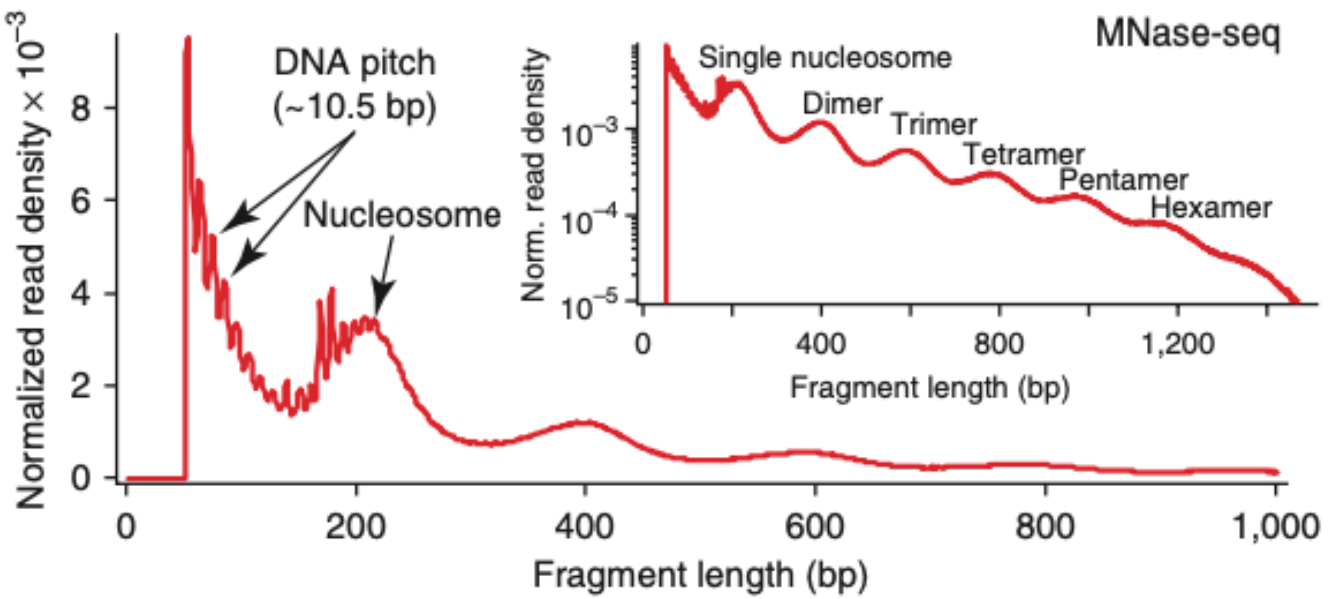 MNase-seq
Normalized read density × 10⁻³
8
6
4
2
0
DNA pitch
(~10.5 bp)
Nucleosome
0
200
400
600
800
1,000
Fragment length (bp)
Norm. read density
10⁻³
10⁻⁴
10⁻⁵
Single nucleosome
Dimer
Trimer
Tetramer
Pentamer
Hexamer
0
400
800
1,200
Fragment length (bp)